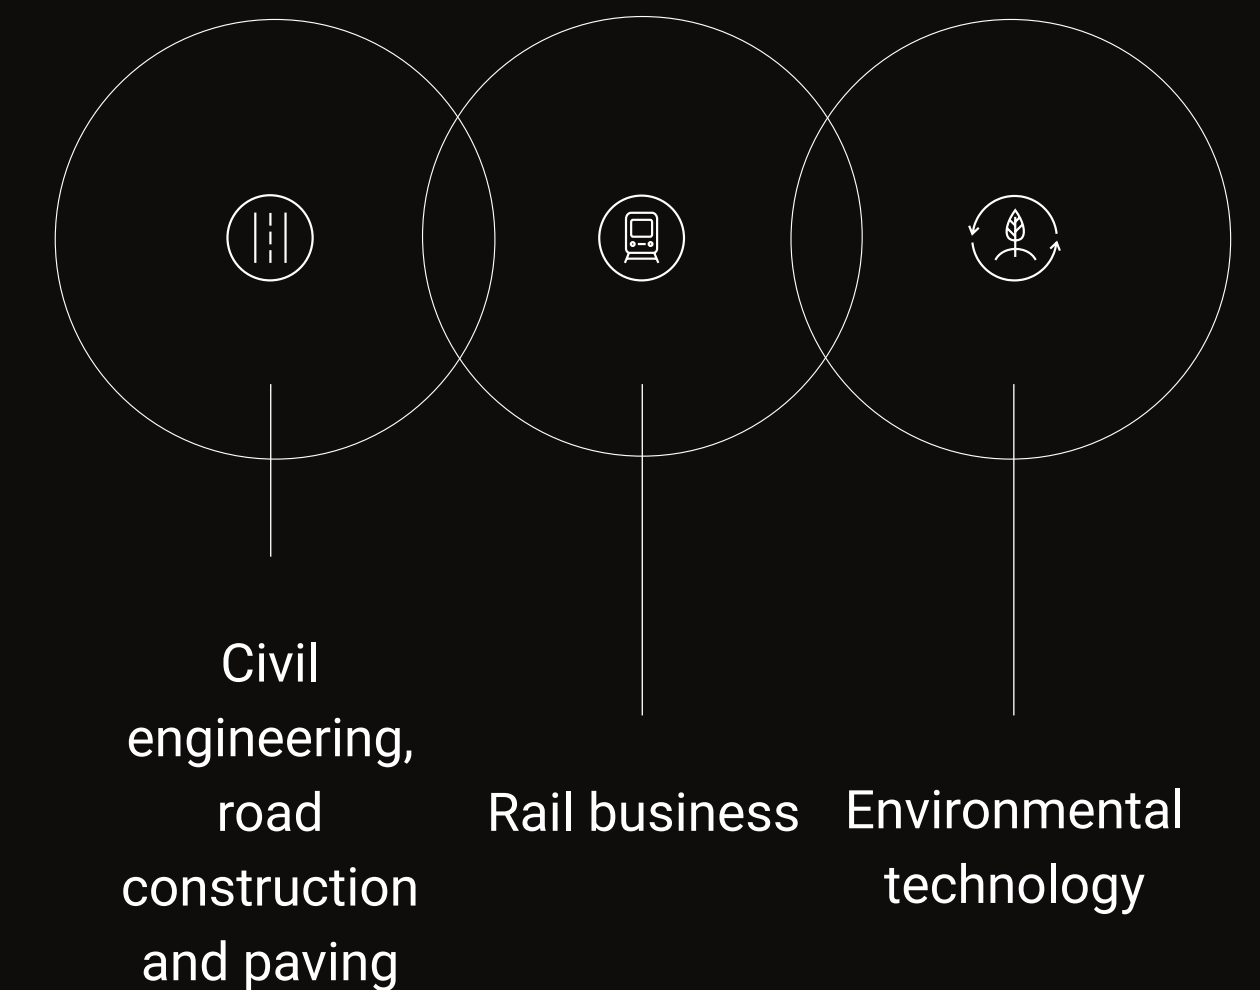 Civil
engineering,
road
construction
and paving
Rail business
Environmental
technology